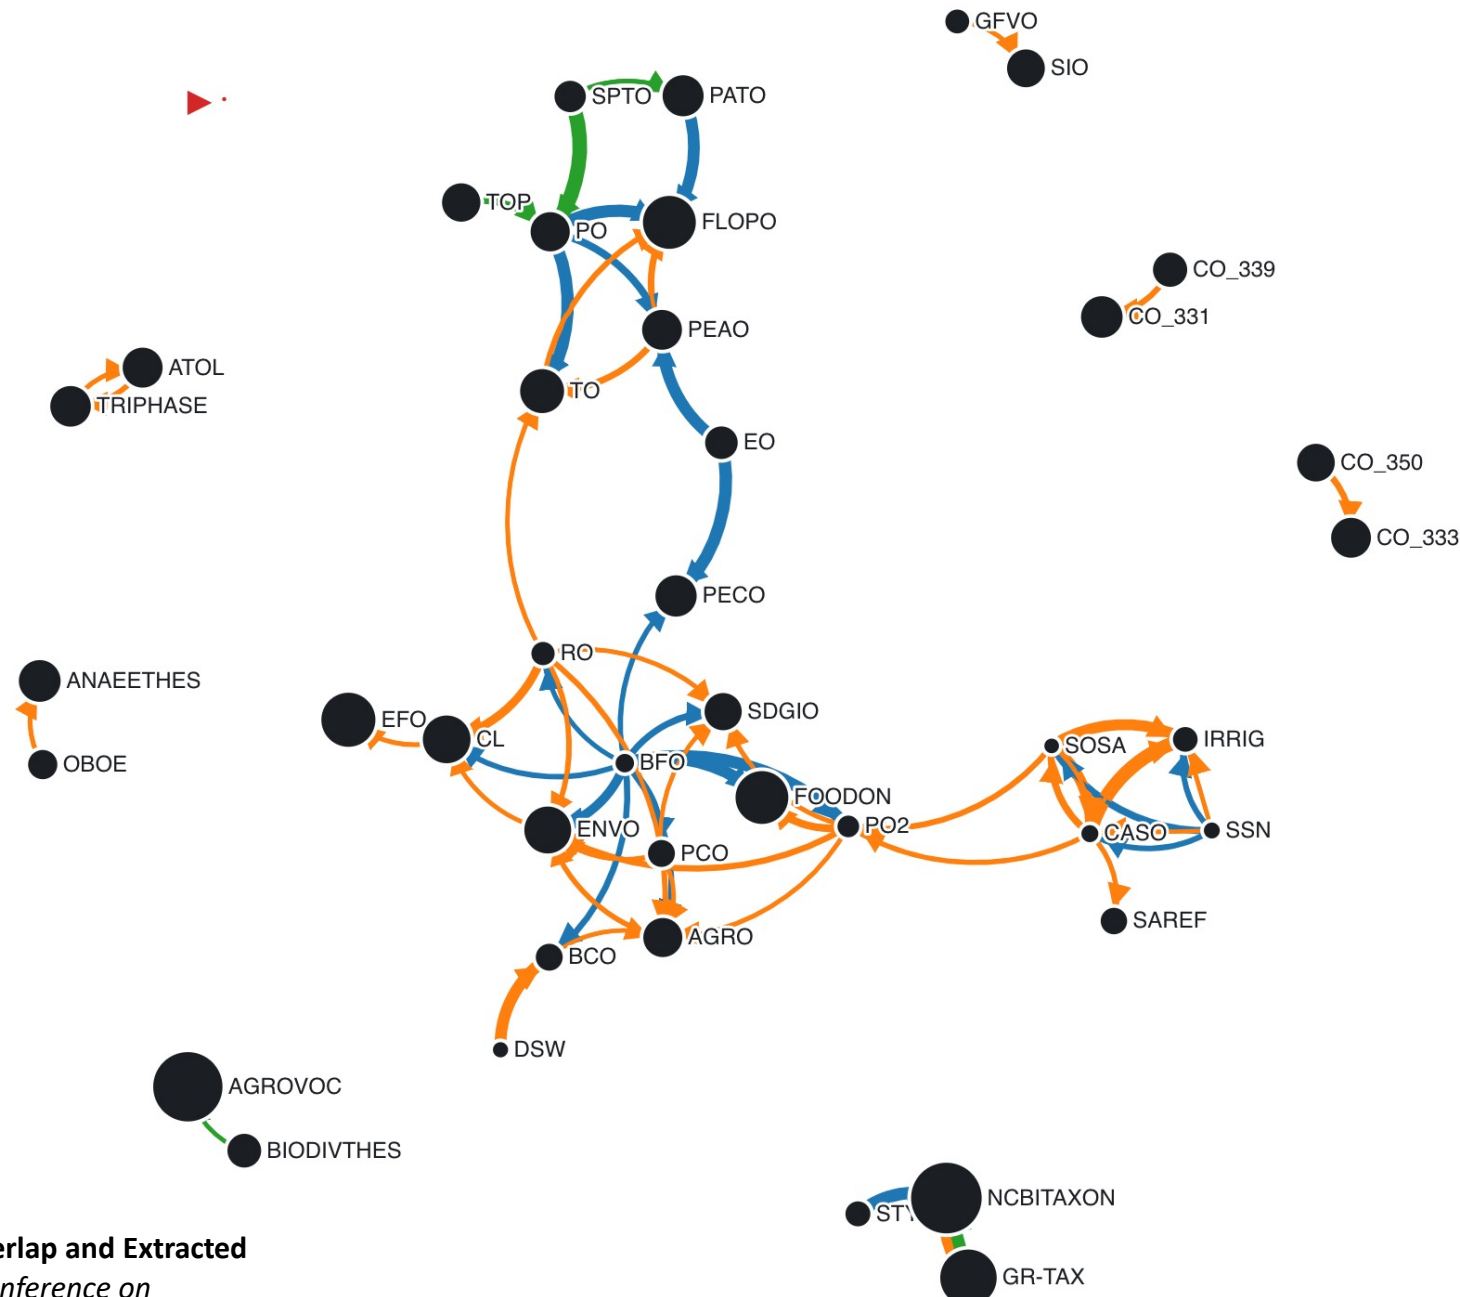 GFVO
SIO
SPTO
PATO
TOP
PO
FLOPO
CO_339
CO_331
PEAO
ATOL
TRIPHASE
TO
EO
CO_350
CO_333
PECO
RO
ANAEETHES
SDGIO
EFO
CL
SOSA
IRRIG
OBOE
BFO
FOODON
ENVO
PO2
CASO
SSN
PCO
SAREF
AGRO
BCO
DSW
AGROVOC
BIODIVTHES
NCBITAXON
STY
erlap and Extracted
GR-TAX
nference on